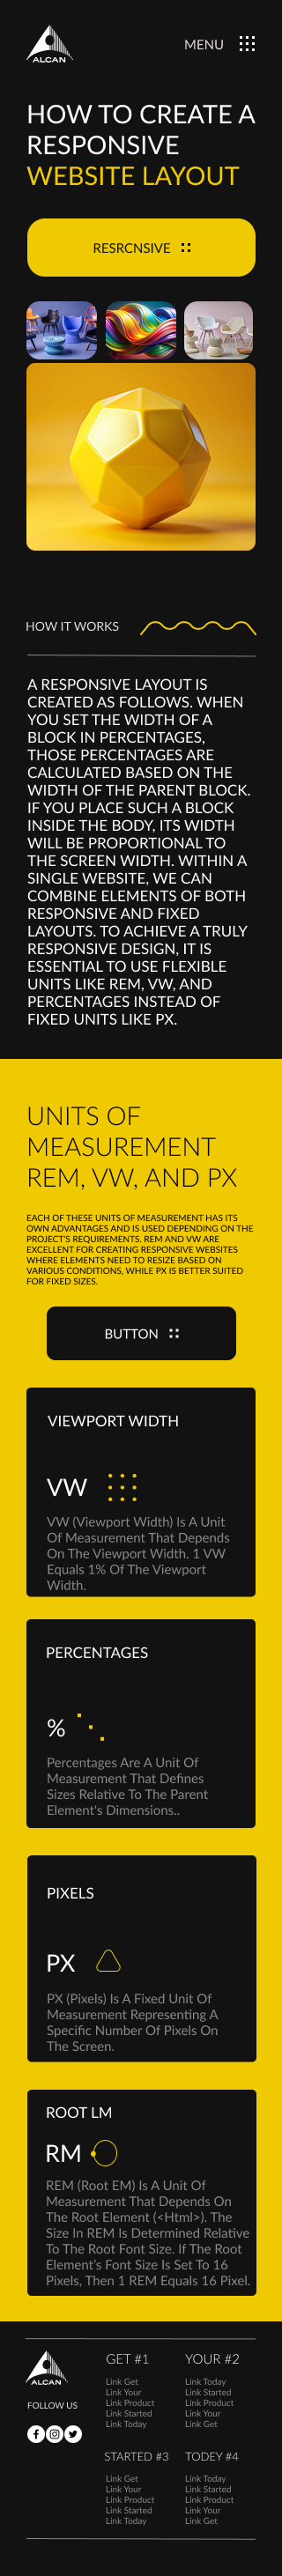 ALCAN
MENU
HOW TO CREATE A
RESPONSIVE
WEBSITE LAYOUT
RESRCNSIVE
HOW IT WORKS
A RESPONSIVE LAYOUT IS
CREATED AS FOLLOWS. WHEN
YOU SET THE WIDTH OF A
BLOCK IN PERCENTAGES,
THOSE PERCENTAGES ARE
CALCULATED BASED ON THE
WIDTH OF THE PARENT BLOCK.
IF YOU PLACE SUCH A BLOCK
INSIDE THE BODY, ITS WIDTH
WILL BE PROPORTIONAL TO
THE SCREEN WIDTH. WITHIN A
SINGLE WEBSITE, WE CAN
COMBINE ELEMENTS OF BOTH
RESPONSIVE AND FIXED
LAYOUTS. TO ACHIEVE A TRULY
RESPONSIVE DESIGN, IT IS
ESSENTIAL TO USE FLEXIBLE
UNITS LIKE REM, VW, AND
PERCENTAGES INSTEAD OF
FIXED UNITS LIKE PX.
UNITS OF
MEASUREMENT
REM, VW, AND PX
EACH OF THESE UNITS OF MEASUREMENT HAS ITS
OWN ADVANTAGES AND IS USED DEPENDING ON THE
PROJECT'S REQUIREMENTS. REM AND VW ARE
EXCELLENT FOR CREATING RESPONSIVE WEBSITES
WHERE ELEMENTS NEED TO RESIZE BASED ON
VARIOUS CONDITIONS, WHILE PX IS BETTER SUITED
FOR FIXED SIZES.
BUTTON
VIEWPORT WIDTH
VW
VW (Viewport Width) Is A Unit
Of Measurement That Depends
On The Viewport Width. 1 VW
Equals 1% Of The Viewport
Width.
PERCENTAGES
%
Percentages Are A Unit Of
Measurement That Defines
Sizes Relative To The Parent
Element's Dimensions..
PIXELS
PX
PX (Pixels) Is A Fixed Unit Of
Measurement Representing A
Specific Number Of Pixels On
The Screen.
ROOT LM
RM
REM (Root EM) Is A Unit Of
Measurement That Depends On
The Root Element (<Html>). The
Size In REM Is Determined Relative
To The Root Font Size. If The Root
Element's Font Size Is Set To 16
Pixels, Then 1 REM Equals 16 Pixel.
ALCAN
FOLLOW US
GET #1
Link Get
Link Your
Link Product
Link Started
Link Today
YOUR #2
Link Today
Link Started
Link Product
Link Your
Link Get
STARTED #3
Link Get
Link Your
Link Product
Link Started
Link Today
TODEY #4
Link Today
Link Started
Link Product
Link Your
Link Get